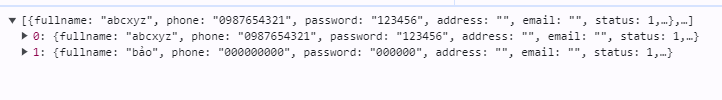 [{fullname: "abcxyz", phone: "0987654321", password: "123456", address: "", email: "", status: 1,…},…]
0: {fullname: "abcxyz", phone: "0987654321", password: "123456", address: "", email: "", status: 1,…}
1: {fullname: "bảo", phone: "000000000", password: "000000", address: "", email: "", status: 1,…}